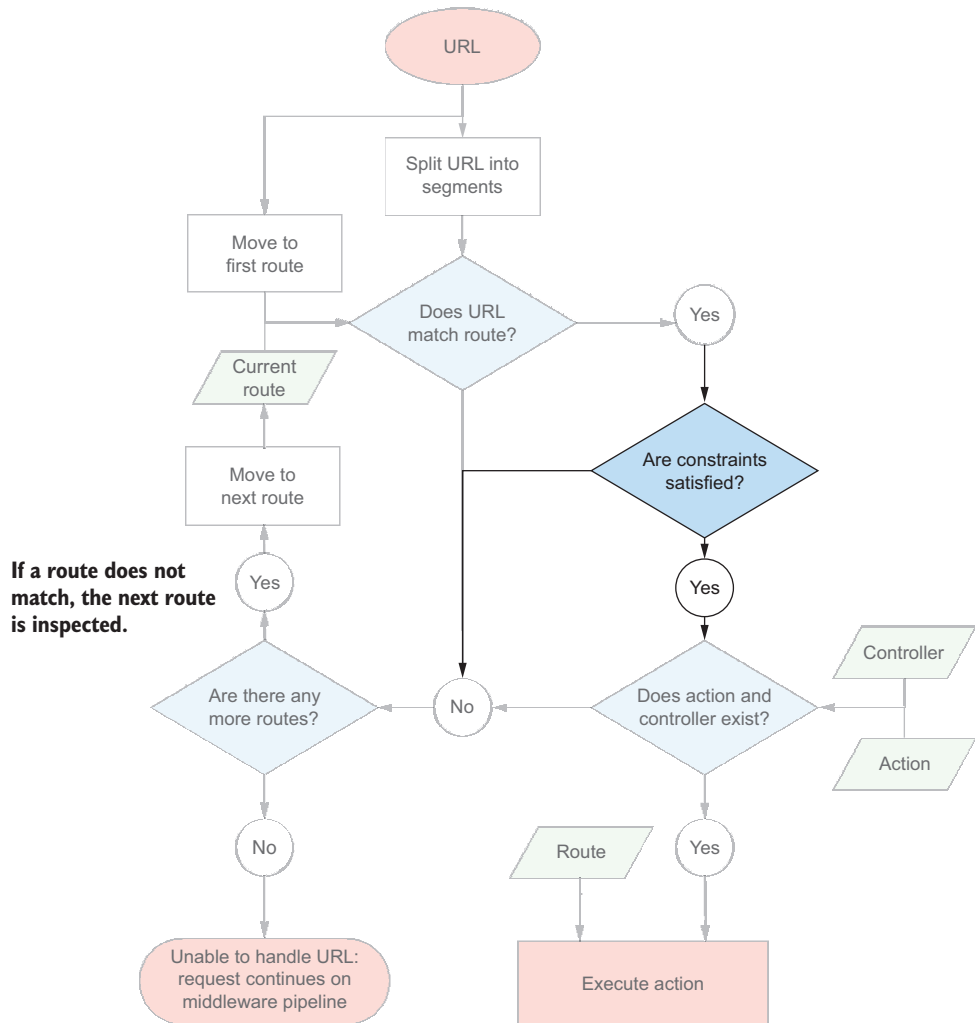 URL
Split URL into
segments
Move to
first route
Does URL
match route?
Yes
Current
route
Are constraints
satisfied?
Move to
next route
If a route does not
match, the next route
is inspected.
Yes
Yes
Controller
Are there any
more routes?
No
Does action and
controller exist?
Action
No
Route
Yes
Unable to handle URL:
request continues on
middleware pipeline
Execute action